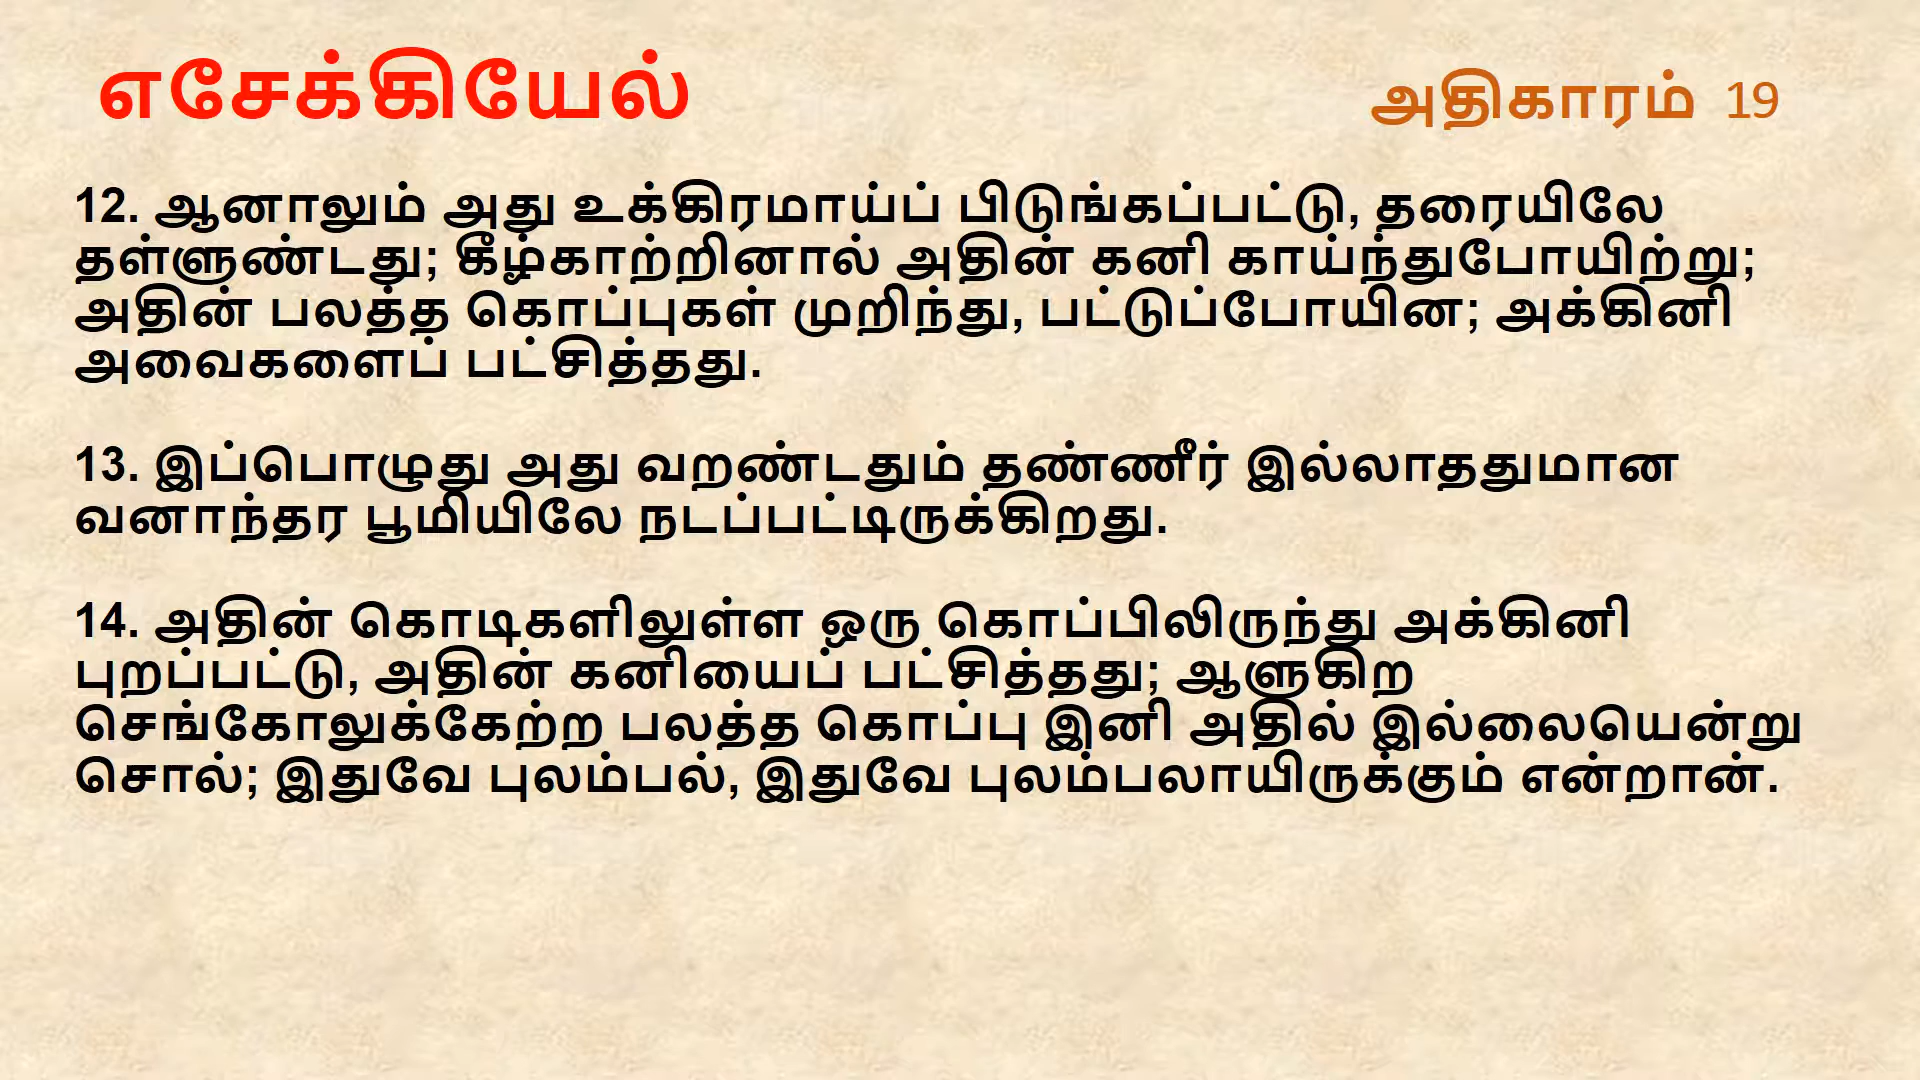 எசேக்கியேல்
அதிகாரம் 19
12. ஆனாலும் அது உக்கிரமாய்ப் பிடுங்கப்பட்டு, தரையிலே
தள்ளுண்டது; கீழ்காற்றினால் அதின் கனி காய்ந்துபோயிற்று;
அதின் பலத்த கொப்புகள் முறிந்து, பட்டுப்போயின; அக்கினி
அவைகளைப் பட்சித்தது.
13. இப்பொழுது அது வறண்டதும் தண்ணீர் இல்லாததுமான
வனாந்தர பூமியிலே நடப்பட்டிருக்கிறது.
14. அதின் கொடிகளிலுள்ள ஒரு கொப்பிலிருந்து அக்கினி
புறப்பட்டு, அதின் கனியைப் பட்சித்தது; ஆளுகிற
செங்கோலுக்கேற்ற பலத்த கொப்பு இனி அதில் இல்லையென்று
சொல்; இதுவே புலம்பல், இதுவே புலம்பலாயிருக்கும் என்றான்.